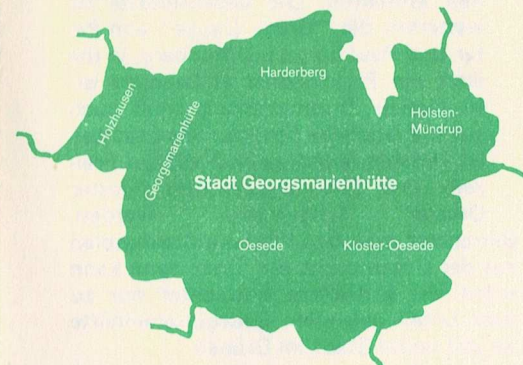 Harderberg
Holzhausen
Georgsmarienhütte
Holsten-
Mündrup
Stadt Georgsmarienhütte
Oesede
Kloster-Oesede